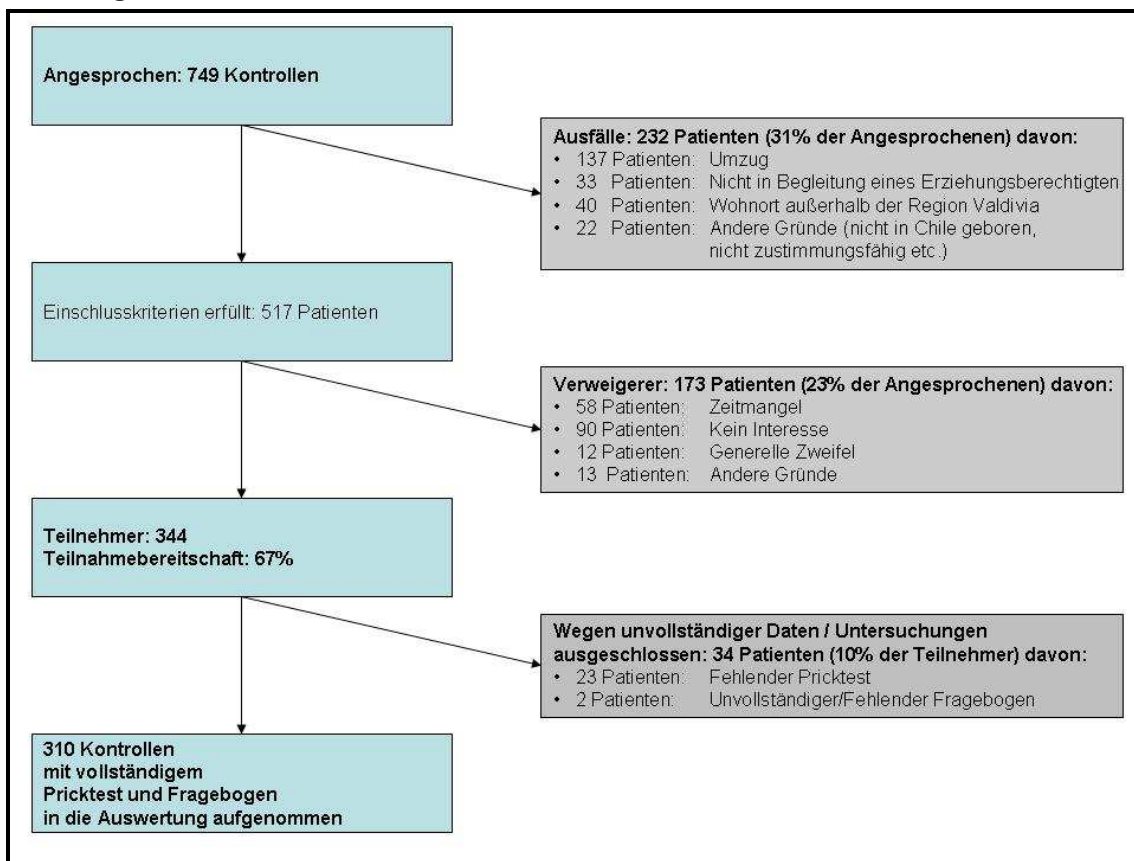 Angesprochen: 749 Kontrollen
Ausfälle: 232 Patienten (31% der Angesprochenen) davon:
• 137 Patienten: Umzug
• 33 Patienten: Nicht in Begleitung eines Erziehungsberechtigten
• 40 Patienten: Wohnort außerhalb der Region Valdivia
• 22 Patienten: Andere Gründe (nicht in Chile geboren,
nicht zustimmungsfähig etc.)
Einschlusskriterien erfüllt: 517 Patienten
Verweigerer: 173 Patienten (23% der Angesprochenen) davon:
• 58 Patienten: Zeitmangel
• 90 Patienten: Kein Interesse
• 12 Patienten: Generelle Zweifel
• 13 Patienten: Andere Gründe
Teilnehmer: 344
Teilnahmebereitschaft: 67%
Wegen unvollständiger Daten / Untersuchungen
ausgeschlossen: 34 Patienten (10% der Teilnehmer) davon:
• 23 Patienten: Fehlender Pricktest
• 2 Patienten: Unvollständiger/Fehlender Fragebogen
310 Kontrollen
mit vollständigem
Pricktest und Fragebogen
in die Auswertung aufgenommen